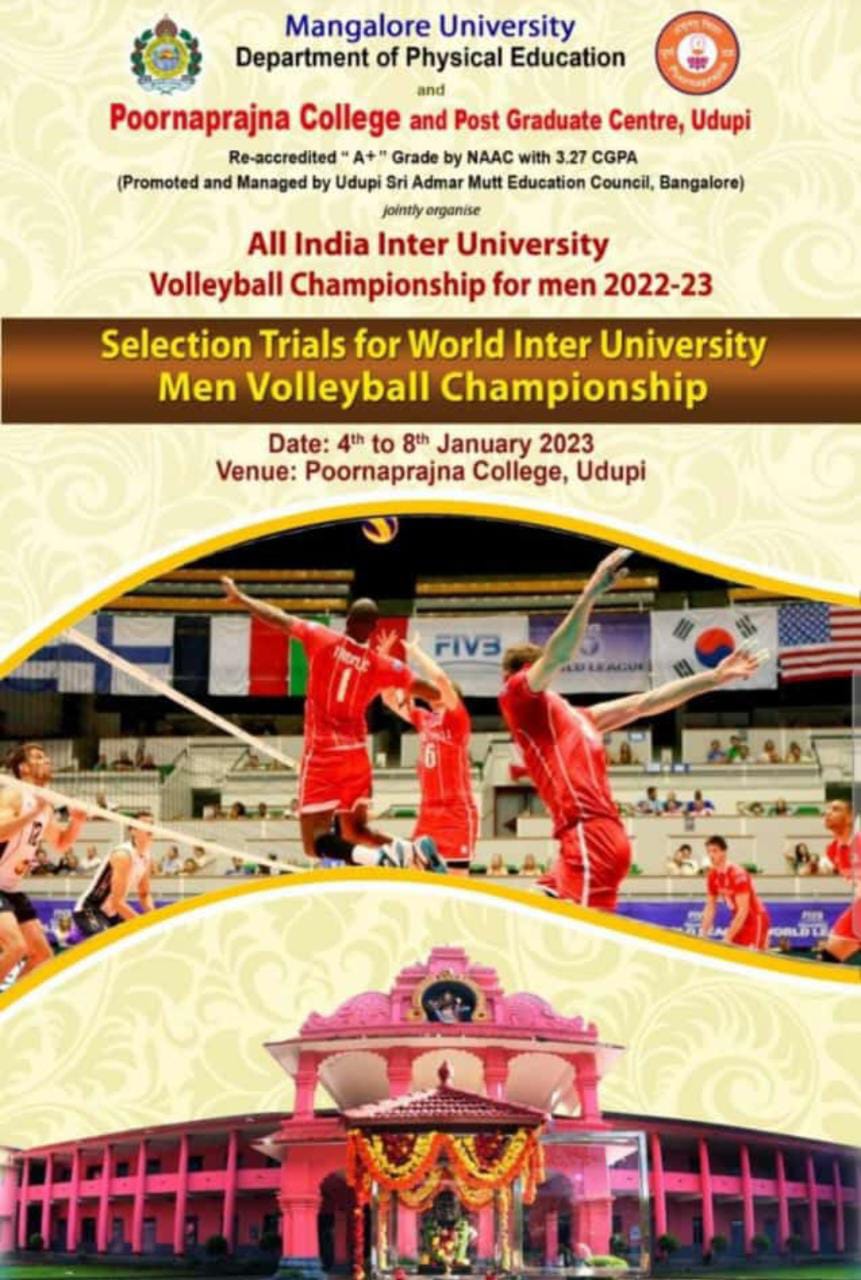 Mangalore University
Department of Physical Education
and
Poornaprajna College and Post Graduate Centre, Udupi
Re-accredited “ A+ ” Grade by NAAC with 3.27 CGPA
(Promoted and Managed by Udupi Sri Admar Mutt Education Council, Bangalore)
jointly organise
All India Inter University
Volleyball Championship for men 2022-23
Selection Trials for World Inter University
Men Volleyball Championship
Date: 4th to 8th January 2023
Venue: Poornaprajna College, Udupi
FIVB
LEAGUE
1
6
WORLD LE